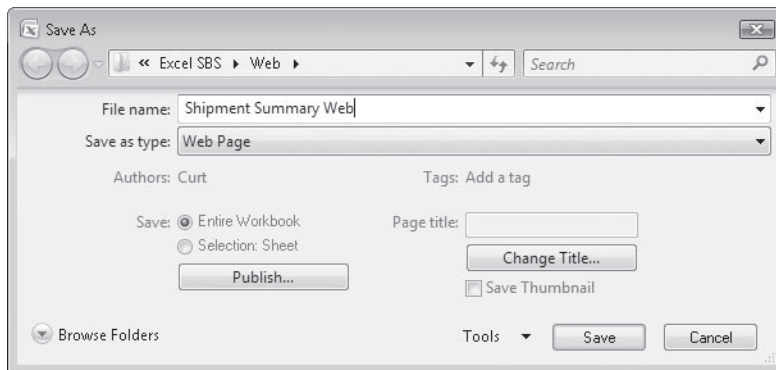 Save As
« Excel SBS ▸ Web ▸
Search
File name: Shipment Summary Web
Save as type: Web Page
Authors: Curt
Tags: Add a tag
Save: Entire Workbook
Selection: Sheet
Publish...
Page title:
Change Title...
Save Thumbnail
Browse Folders
Tools
Save
Cancel